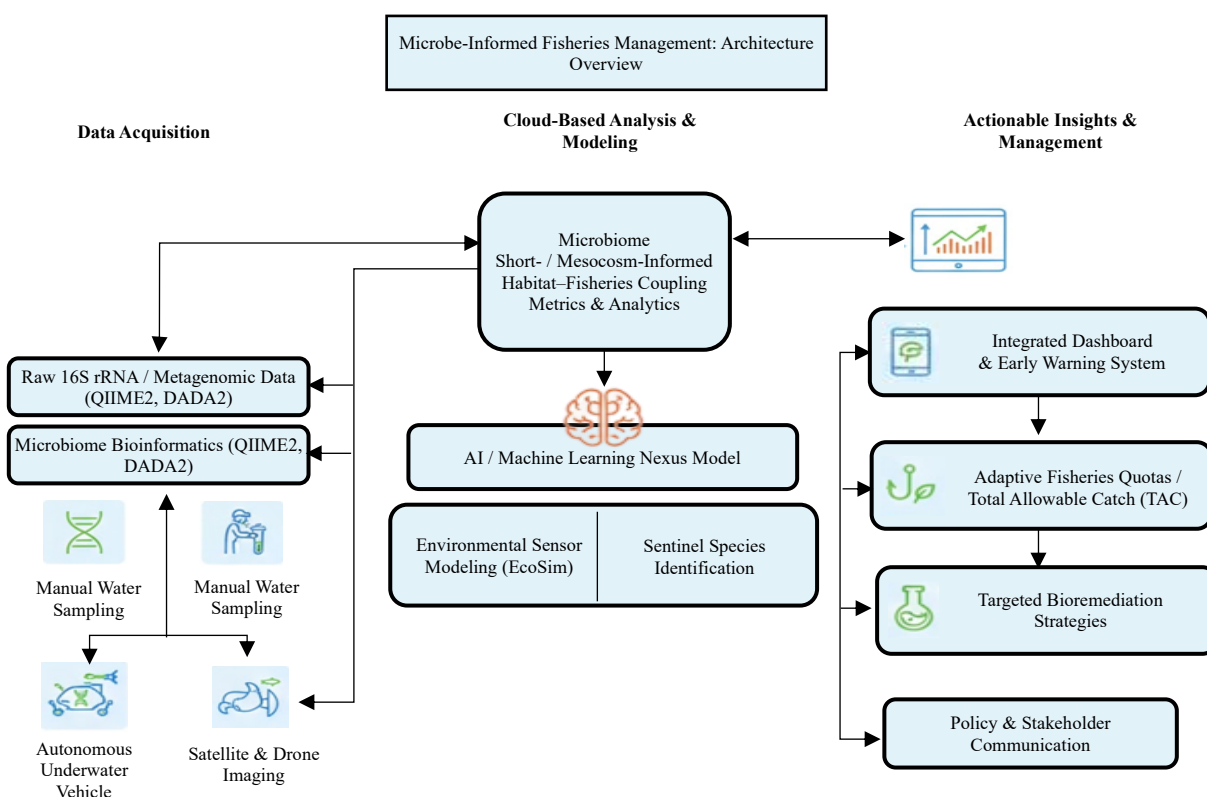 Microbe-Informed Fisheries Management: Architecture
Overview
Data Acquisition
Cloud-Based Analysis &
Modeling
Actionable Insights &
Management
Microbiome
Short- / Mesocosm-Informed
Habitat–Fisheries Coupling
Metrics & Analytics
Raw 16S rRNA / Metagenomic Data
(QIIME2, DADA2)
Microbiome Bioinformatics (QIIME2,
DADA2)
Manual Water
Sampling
Manual Water
Sampling
Autonomous
Underwater
Vehicle
Satellite & Drone
Imaging
AI / Machine Learning Nexus Model
Environmental Sensor
Modeling (EcoSim)
Sentinel Species
Identification
Integrated Dashboard
& Early Warning System
Adaptive Fisheries Quotas /
Total Allowable Catch (TAC)
Targeted Bioremediation
Strategies
Policy & Stakeholder
Communication